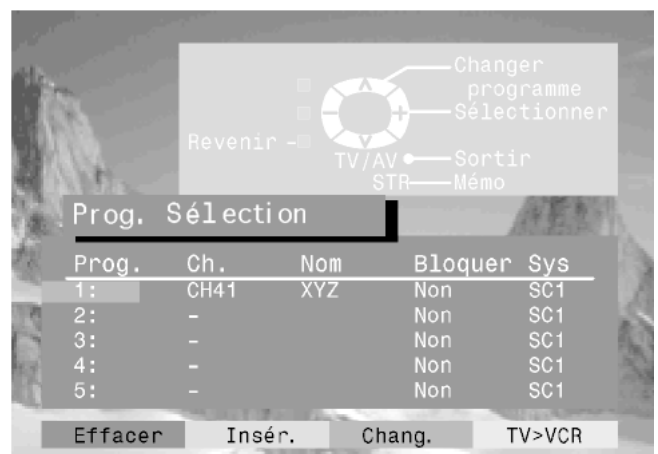 Changer
programme
Sélectionner
Revenir
TV/AV Sortir
STR Mémo
Prog. Sélection
Prog. Ch. Nom Bloquer Sys
1: CH41 XYZ Non SC1
2: - Non SC1
3: - Non SC1
4: - Non SC1
5: - Non SC1
Effacer Insér. Chang. TV>VCR